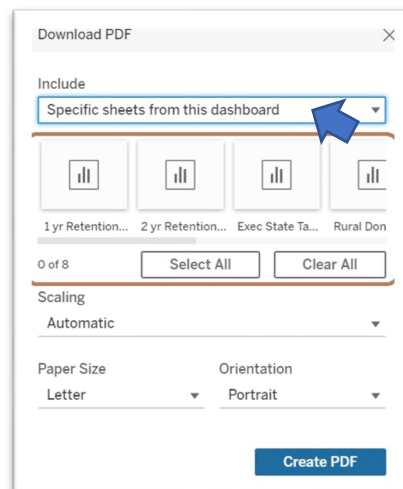 Download PDF
Include
Specific sheets from this dashboard
1 yr Retention... 2 yr Retention... Exec State Ta... Rural Don
0 of 8 Select All Clear All
Scaling
Automatic
Paper Size Orientation
Letter Portrait
Create PDF